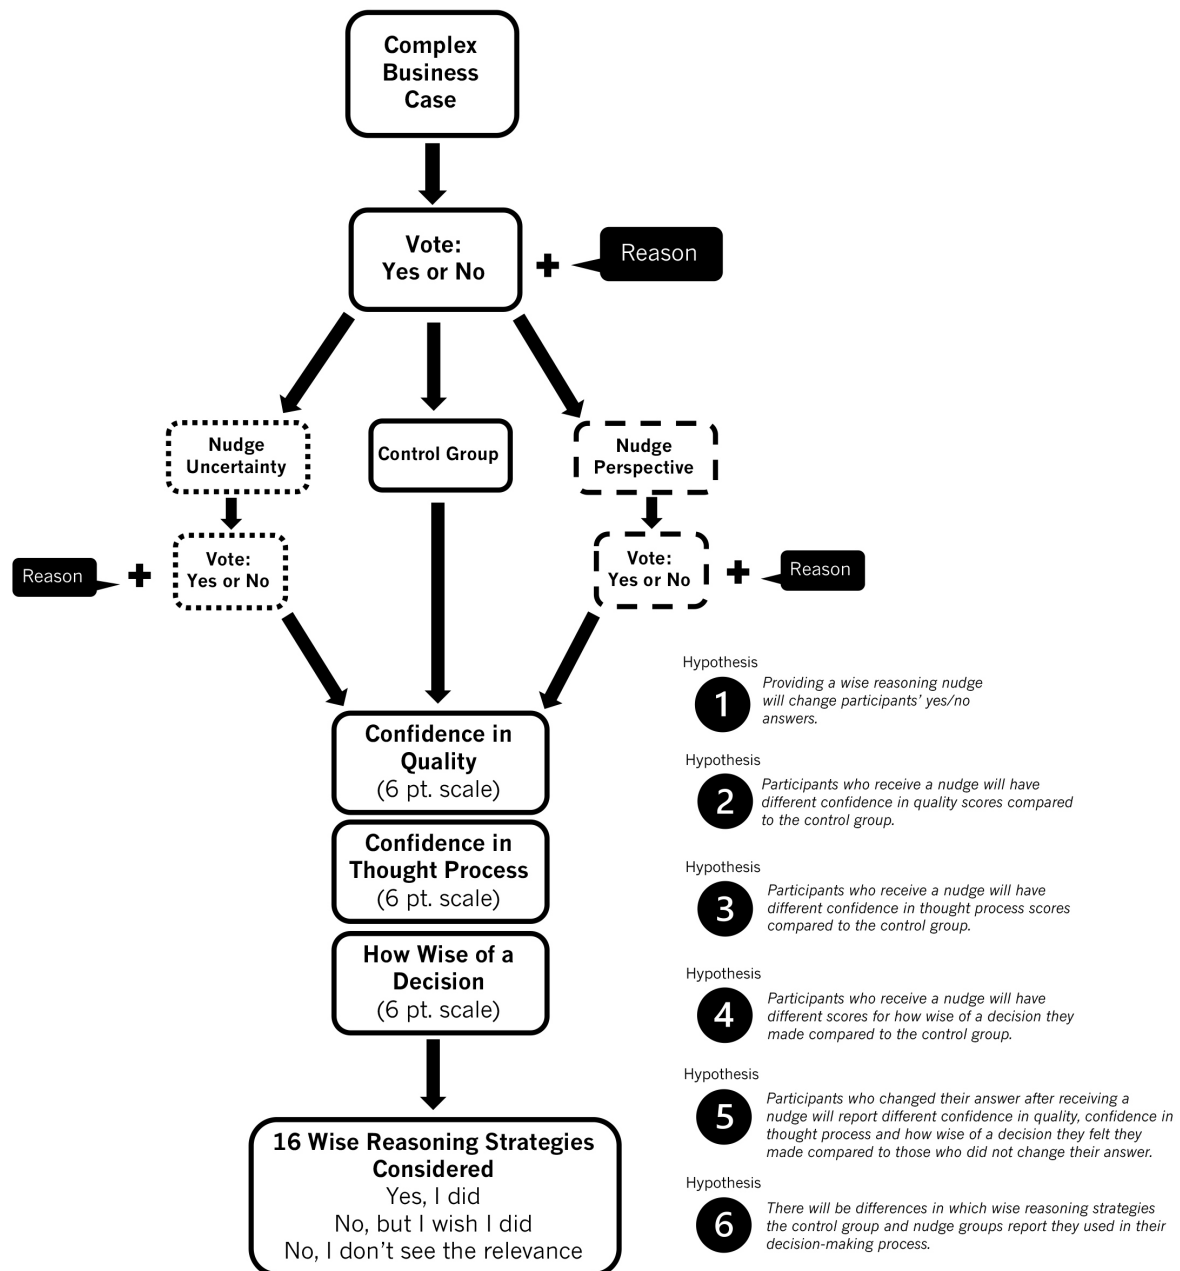 Complex
Business
Case
Vote:
Yes or No
Reason
Nudge
Uncertainty
Control Group
Nudge
Perspective
Reason
Vote:
Yes or No
Vote:
Yes or No
Reason
Confidence in
Quality
(6 pt. scale)
Confidence in
Thought Process
(6 pt. scale)
How Wise of a
Decision
(6 pt. scale)
16 Wise Reasoning Strategies
Considered
Yes, I did
No, but I wish I did
No, I don't see the relevance
Hypothesis
1
Providing a wise reasoning nudge
will change participants' yes/no
answers.
Hypothesis
2
Participants who receive a nudge will have
different confidence in quality scores compared
to the control group.
Hypothesis
3
Participants who receive a nudge will have
different confidence in thought process scores
compared to the control group.
Hypothesis
4
Participants who receive a nudge will have
different scores for how wise of a decision they
made compared to the control group.
Hypothesis
5
Participants who changed their answer after receiving a
nudge will report different confidence in quality, confidence in
thought process and how wise of a decision they felt they
made compared to those who did not change their answer.
Hypothesis
6
There will be differences in which wise reasoning strategies
the control group and nudge groups report they used in their
decision-making process.